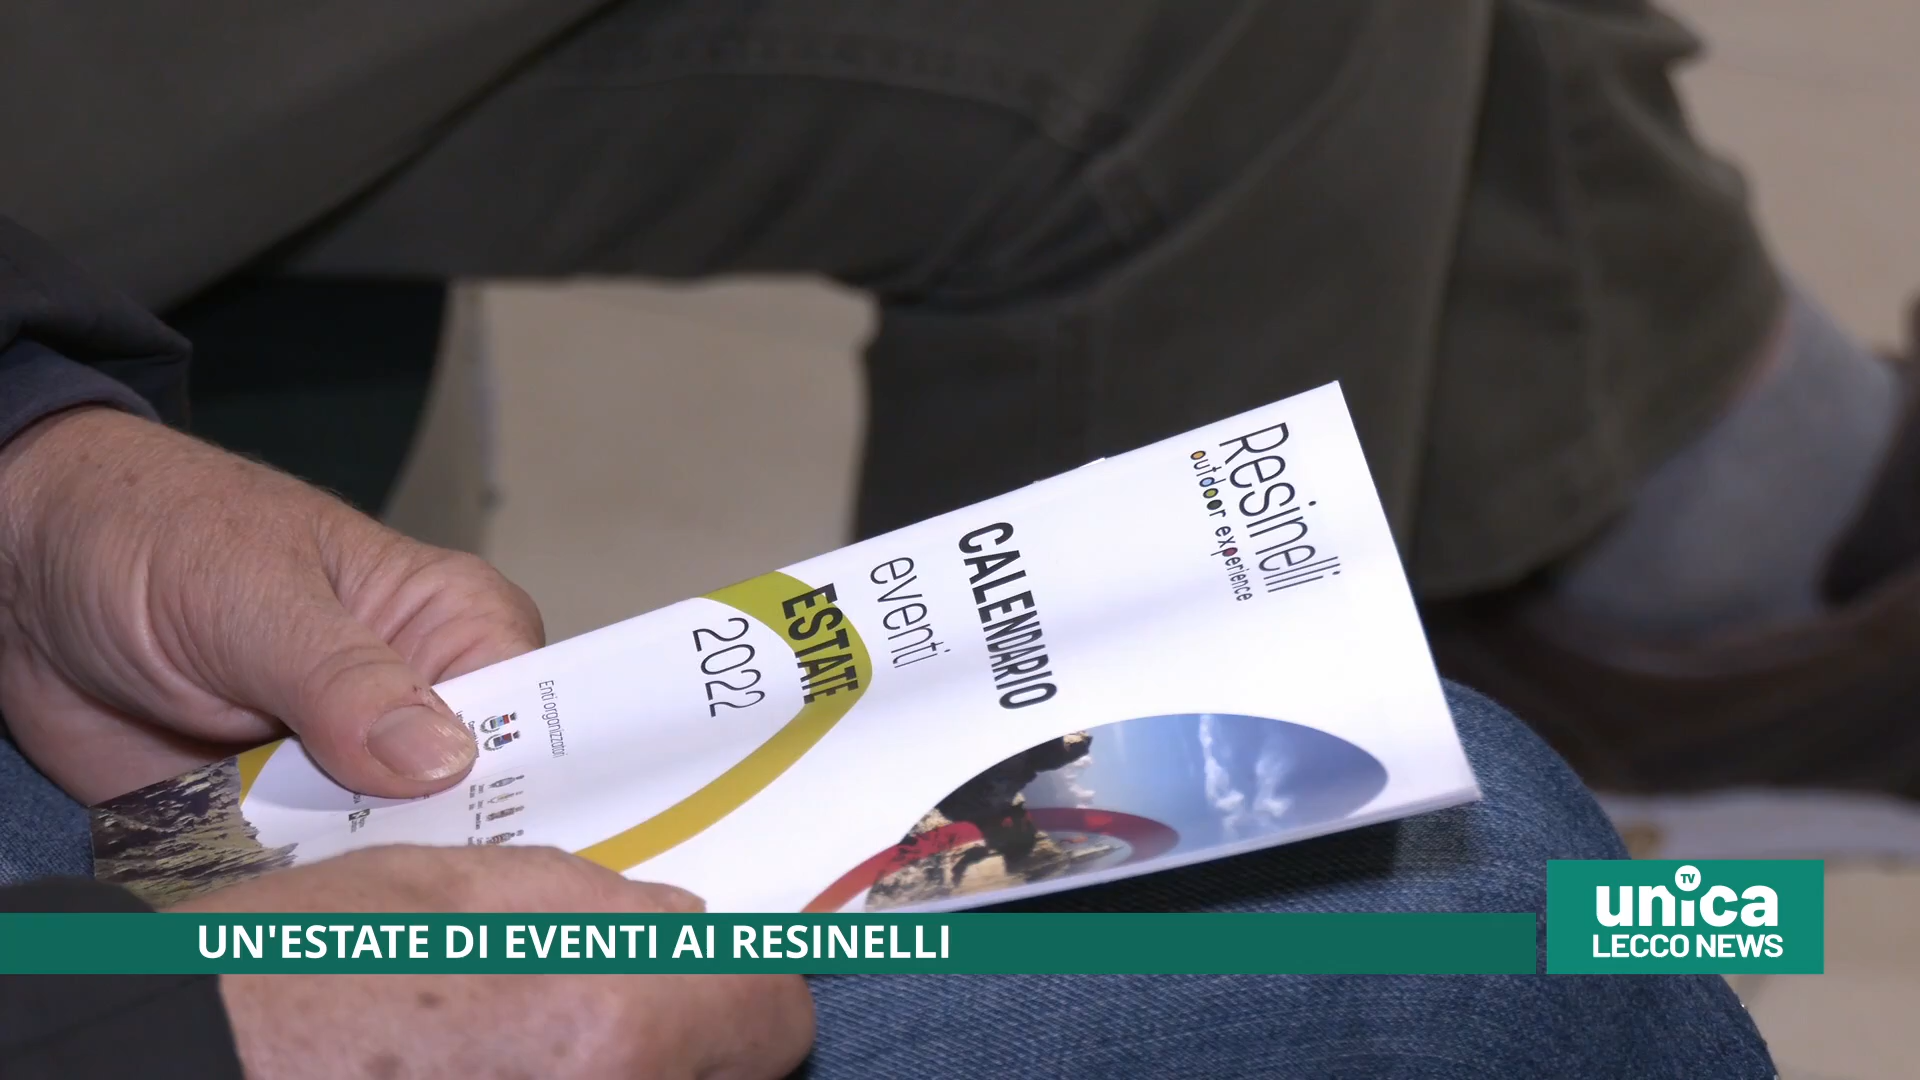 Resinelli
outdoor experience
CALENDARIO
eventi
ESTATE
2022
Enti organizzatori
UN'ESTATE DI EVENTI AI RESINELLI
unica TV
LECCO NEWS